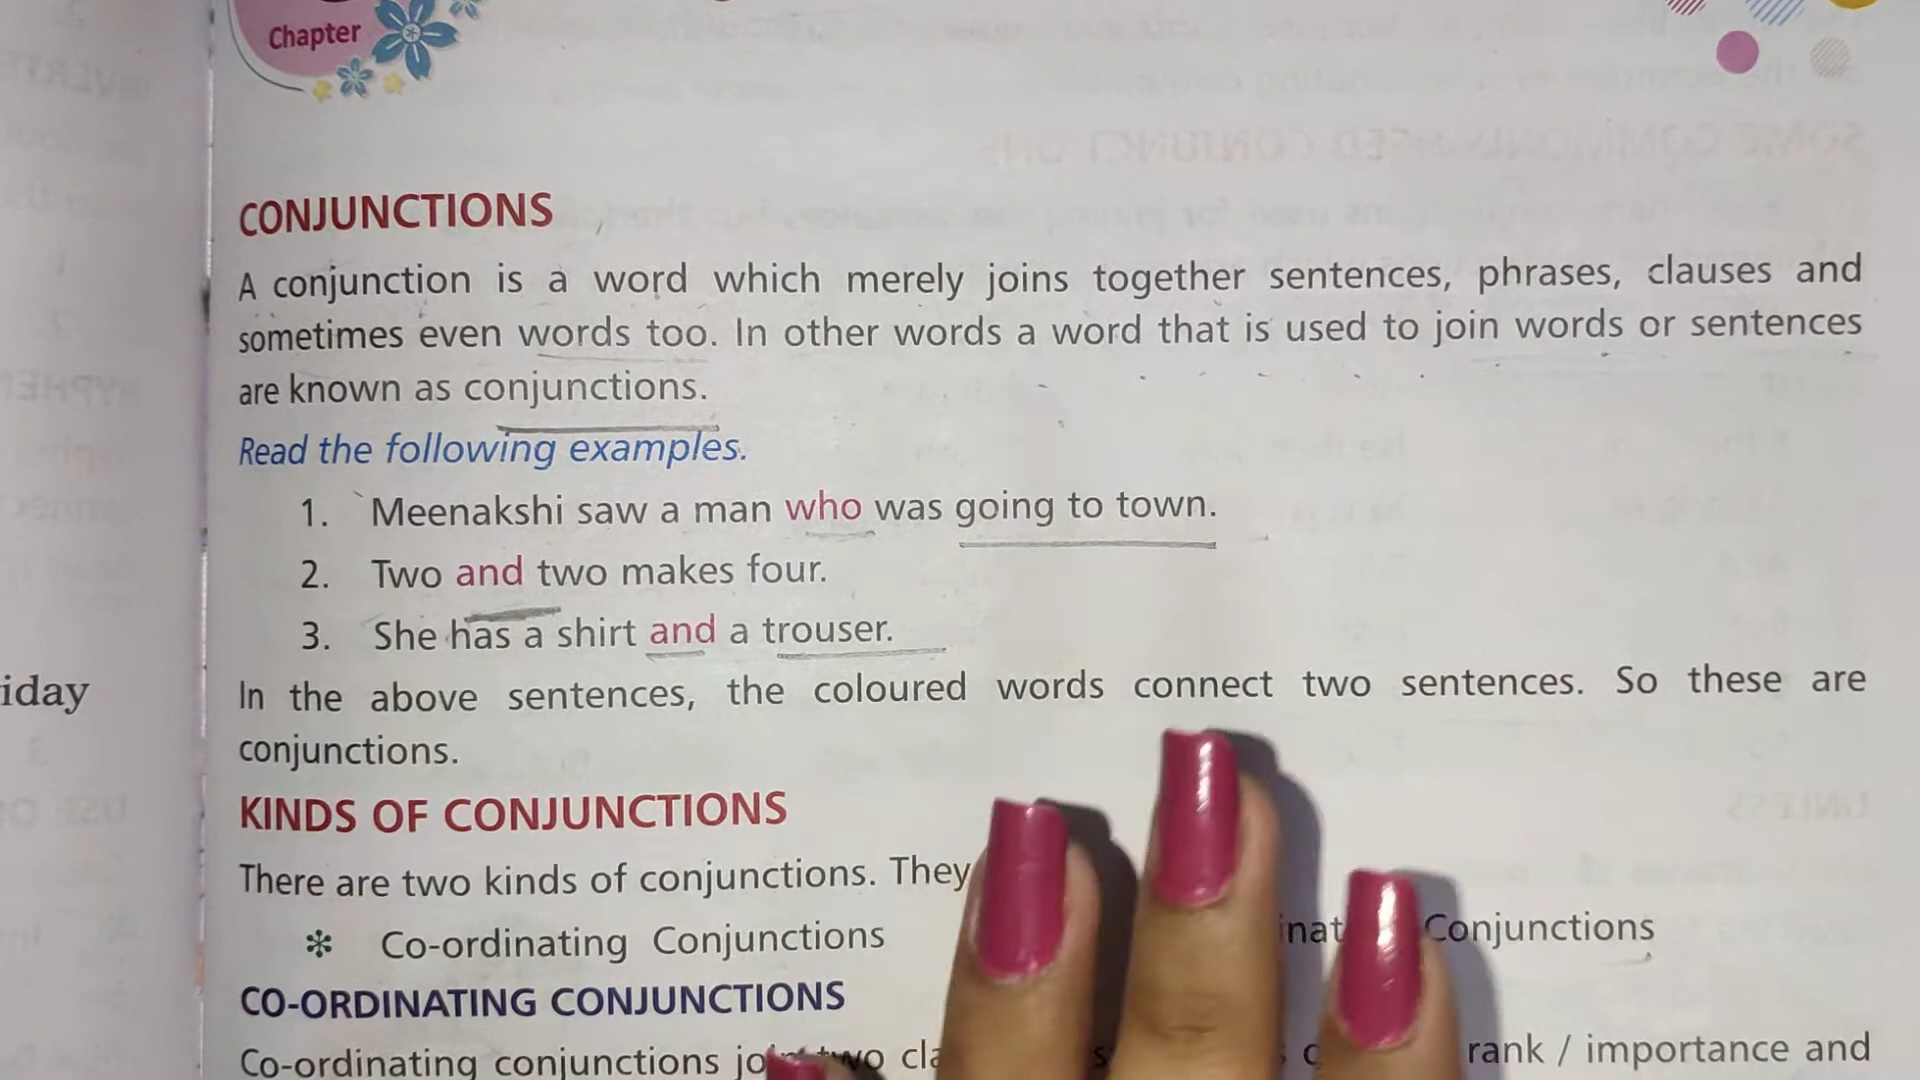 Chapter
CONJUNCTIONS
A conjunction is a word which merely joins together sentences, phrases, clauses and
sometimes even words too. In other words a word that is used to join words or sentences
are known as conjunctions.
Read the following examples.
1. Meenakshi saw a man who was going to town.
2. Two and two makes four.
3. She has a shirt and a trouser.
iday
In the above sentences, the coloured words connect two sentences. So these are
conjunctions.
KINDS OF CONJUNCTIONS
There are two kinds of conjunctions. They
Co-ordinating Conjunctions inat Conjunctions
CO-ORDINATING CONJUNCTIONS
Co-ordinating conjunctions two rank / importance and